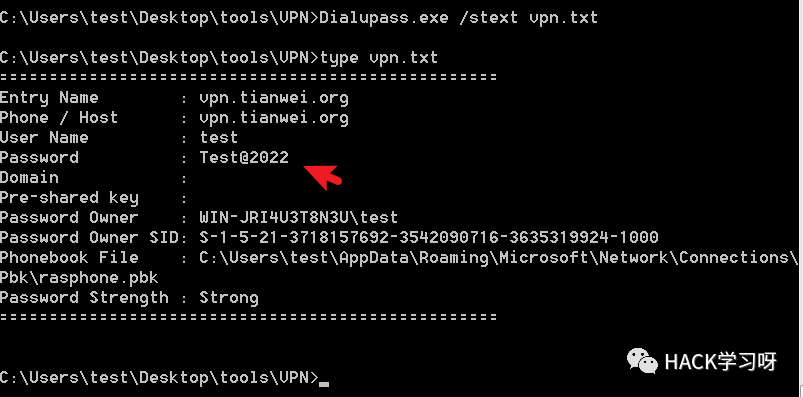 C:\Users\test\Desktop\tools\VPN>Dialupass.exe /stext vpn.txt
C:\Users\test\Desktop\tools\VPN>type vpn.txt
==================================================
Entry Name        : vpn.tianwei.org
Phone / Host      : vpn.tianwei.org
User Name         : test
Password          : Test@2022
Domain            :
Pre-shared key    :
Password Owner    : WIN-JRI4U3T8N3U\test
Password Owner SID: S-1-5-21-3718157692-3542090716-3635319924-1000
Phonebook File    : C:\Users\test\AppData\Roaming\Microsoft\Network\Connections\
Pbk\rasphone.pbk
Password Strength : Strong
==================================================
HACK学习呀
C:\Users\test\Desktop\tools\VPN>_